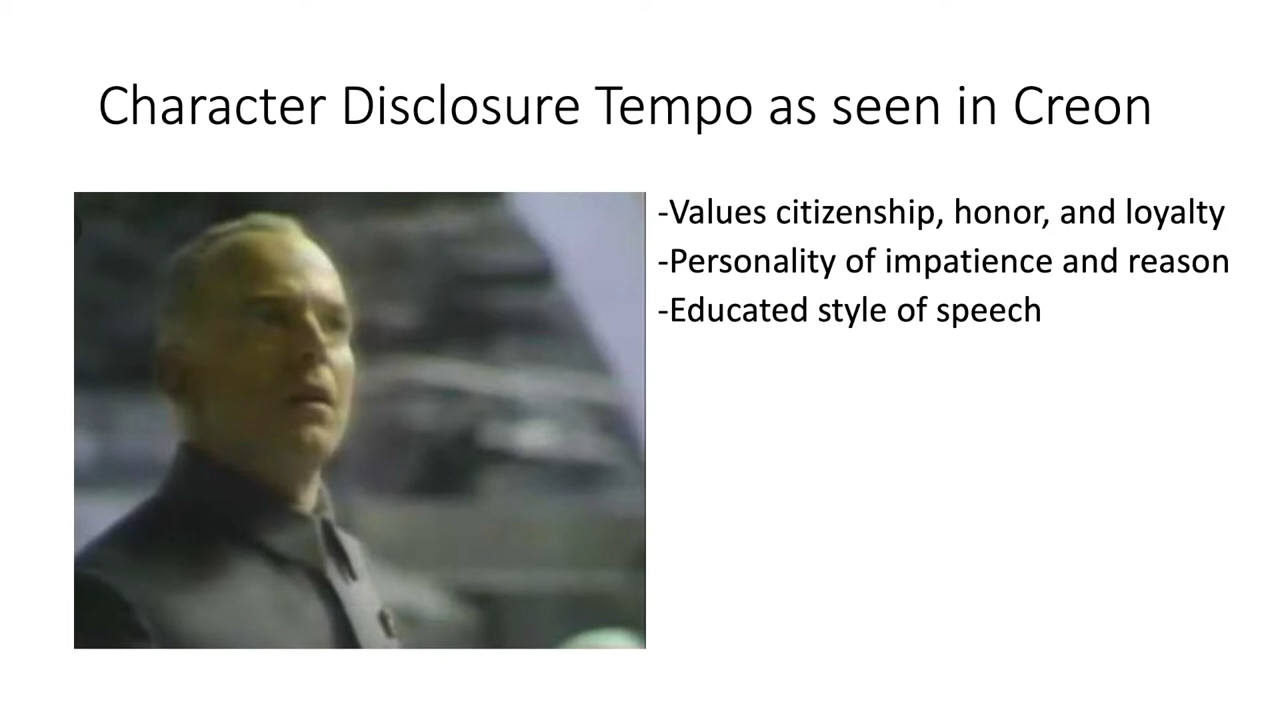 Character Disclosure Tempo as seen in Creon
-Values citizenship, honor, and loyalty
-Personality of impatience and reason
-Educated style of speech